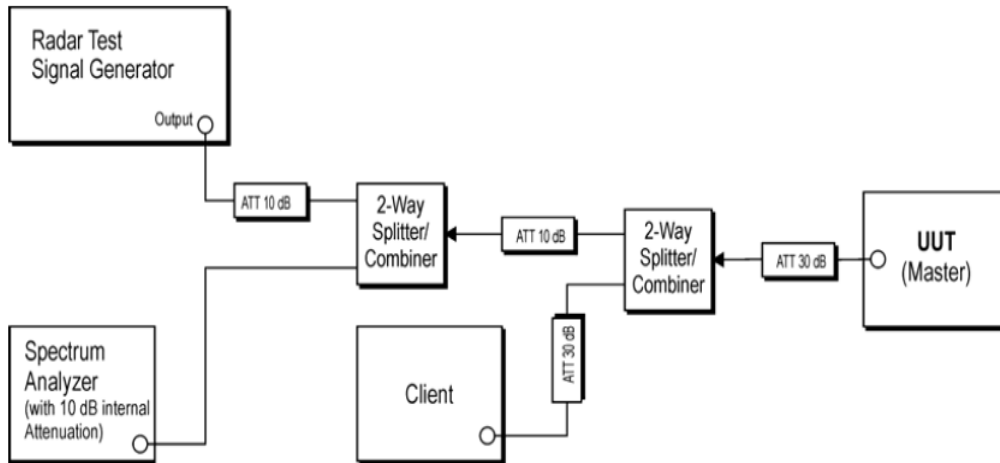 Radar Test
Signal Generator
Output
ATT 10 dB
2-Way
Splitter/
Combiner
ATT 10 dB
2-Way
Splitter/
Combiner
ATT 30 dB
UUT
(Master)
Spectrum
Analyzer
(with 10 dB internal
Attenuation)
Client
ATT 30 dB